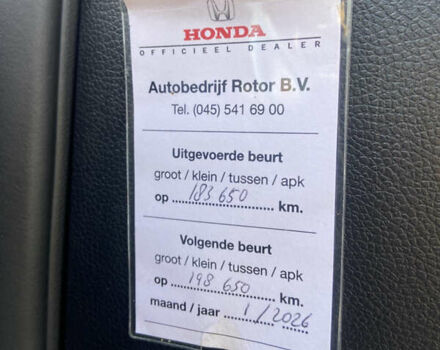 HONDA
OFFICIEEL DEALER
Autobedrijf Rotor B.V.
Tel. (045) 541 69 00
Uitgevoerde beurt
groot / klein / tussen / apk
op 183 650 km.
Volgende beurt
groot / klein / tussen / apk
op 198 650 km.
maand / jaar 1 / 2026